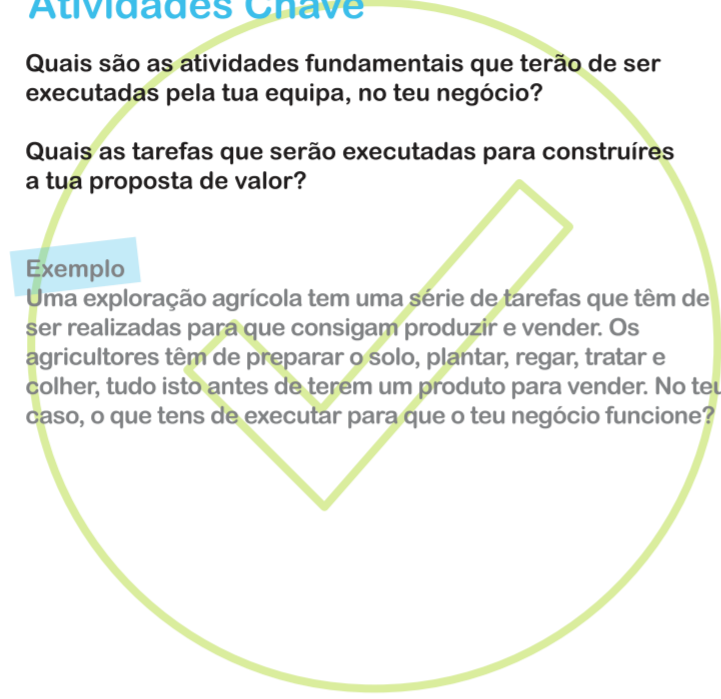 Atividades Chave
Quais são as atividades fundamentais que terão de ser
executadas pela tua equipa, no teu negócio?
Quais as tarefas que serão executadas para construíres
a tua proposta de valor?
Exemplo
Uma exploração agrícola tem uma série de tarefas que têm de
ser realizadas para que consigam produzir e vender. Os
agricultores têm de preparar o solo, plantar, regar, tratar e
colher, tudo isto antes de terem um produto para vender. No teu
caso, o que tens de executar para que o teu negócio funcione?